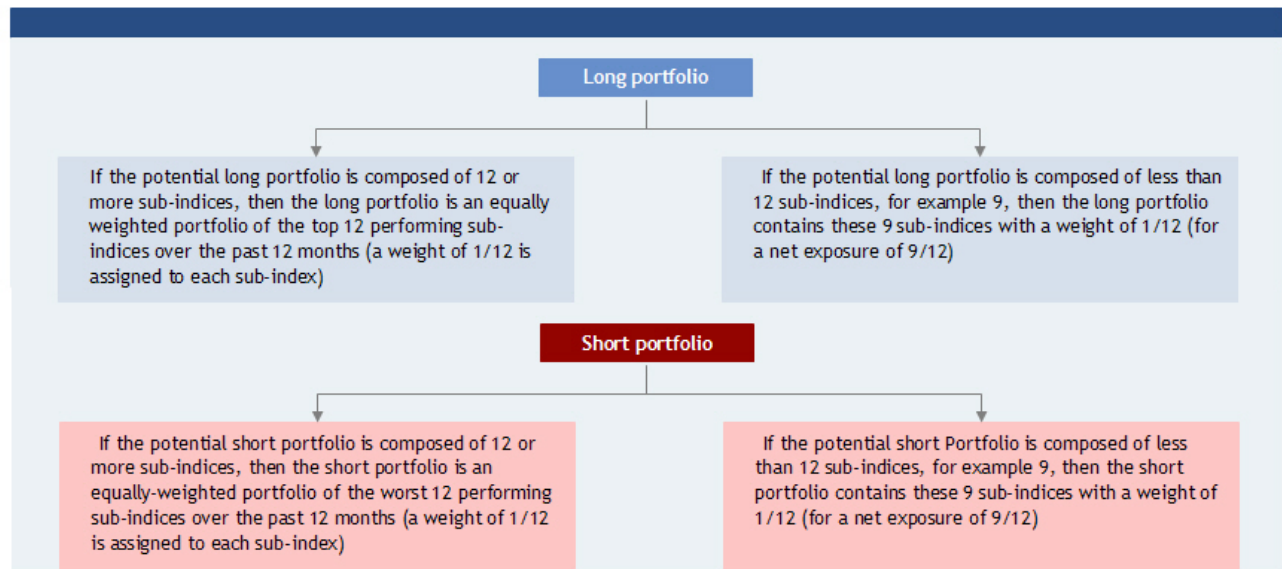 Long portfolio
If the potential long portfolio is composed of 12 or
more sub-indices, then the long portfolio is an equally
weighted portfolio of the top 12 performing sub-
indices over the past 12 months (a weight of 1/12 is
assigned to each sub-index)
If the potential long portfolio is composed of less than
12 sub-indices, for example 9, then the long portfolio
contains these 9 sub-indices with a weight of 1/12 (for
a net exposure of 9/12)
Short portfolio
If the potential short portfolio is composed of 12 or
more sub-indices, then the short portfolio is an
equally-weighted portfolio of the worst 12 performing
sub-indices over the past 12 months (a weight of 1/12
is assigned to each sub-index)
If the potential short Portfolio is composed of less
than 12 sub-indices, for example 9, then the short
portfolio contains these 9 sub-indices with a weight of
1/12 (for a net exposure of 9/12)